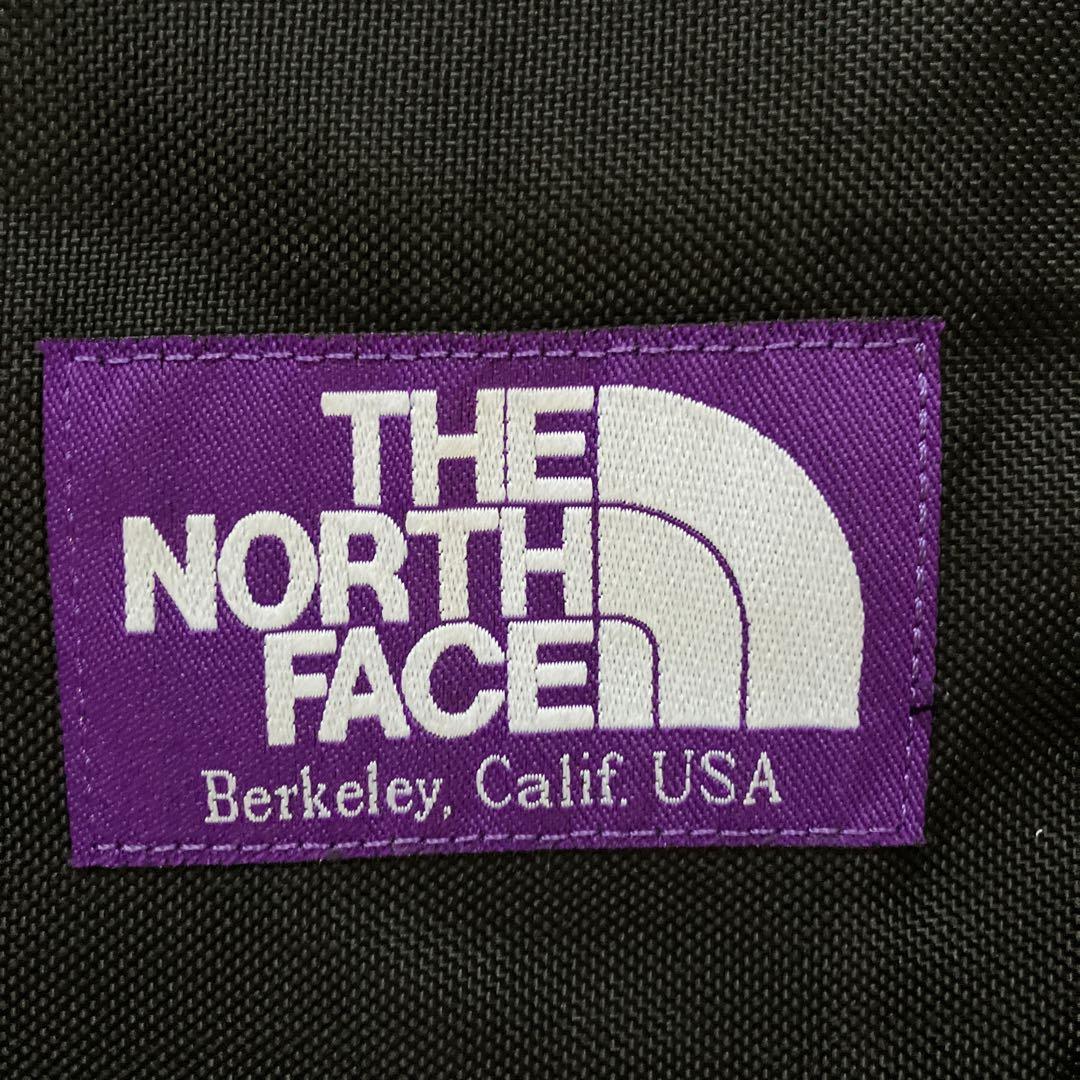 THE
NORTH
FACE
Berkeley, Calif. USA